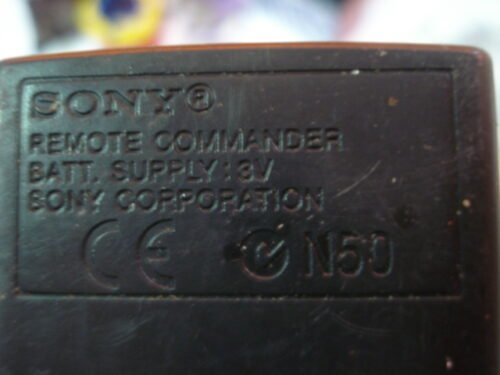 SONY®
REMOTE COMMANDER
BATT. SUPPLY: 3V
SONY CORPORATION
CE N50